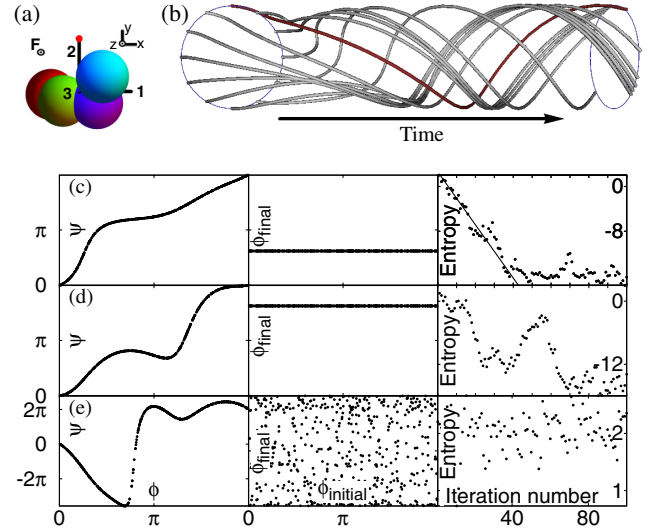 (a)
F⊙
2
3
1
y
z x
(b)
Time
(c)
π
ψ
0
ϕfinal
Entropy
0
-8
(d)
π
ψ
0
ϕfinal
Entropy
0
12
(e)
2π
ψ
0
-2π
ϕ
ϕfinal
ϕinitial
Entropy
2
1
Iteration number
0 π 0 π 40 80